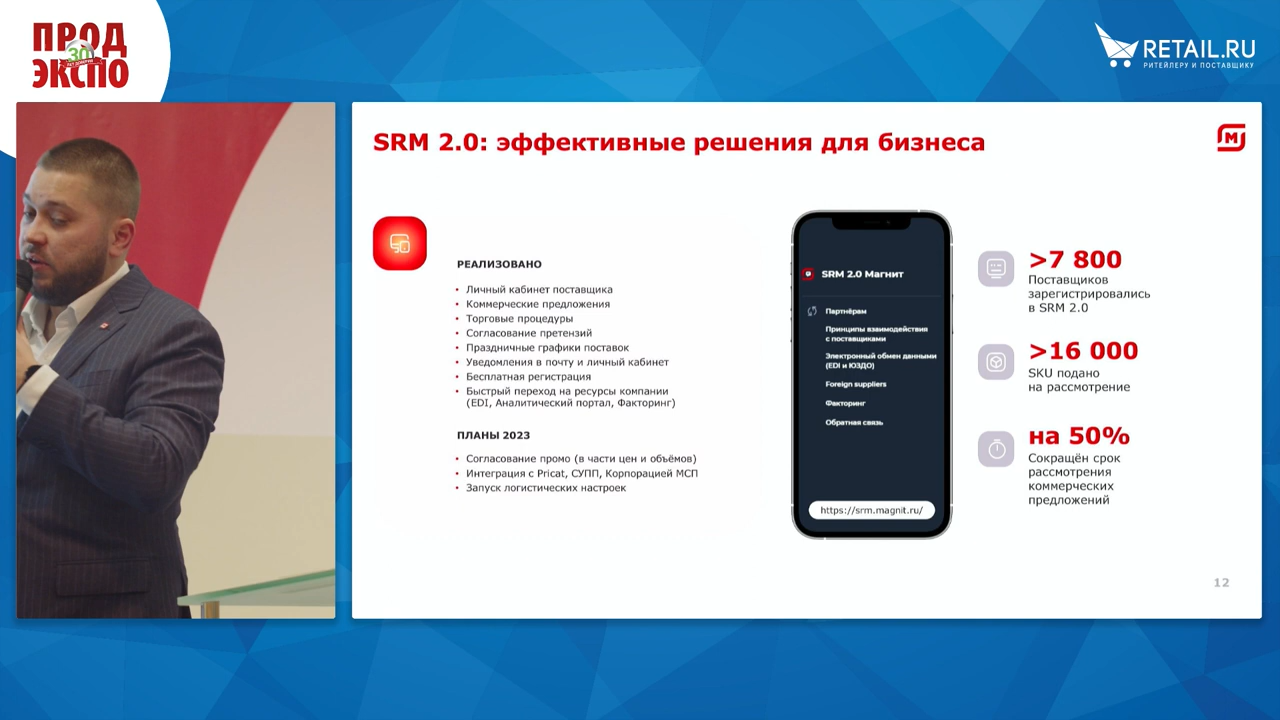 ПРОД
30
ЛЕТ ДОВЕРИЯ
ЭКСПО
RETAIL.RU
РИТЕЙЛЕРУ И ПОСТАВЩИКУ
SRM 2.0: эффективные решения для бизнеса
М
РЕАЛИЗОВАНО
• Личный кабинет поставщика
• Коммерческие предложения
• Торговые процедуры
• Согласование претензий
• Праздничные графики поставок
• Уведомления в почту и личный кабинет
• Бесплатная регистрация
• Быстрый переход на ресурсы компании
(EDI, Аналитический портал, Факторинг)
ПЛАНЫ 2023
• Согласование промо (в части цен и объёмов)
• Интеграция с Pricat, СУПП, Корпорацией МСП
• Запуск логистических настроек
SRM 2.0 Магнит
Партнёрам
Принципы взаимодействия
с поставщиками
Электронный обмен данными
(EDI и ЮЗДО)
Foreign suppliers
Факторинг
Обратная связь
https://srm.magnit.ru/
>7 800
Поставщиков
зарегистрировались
в SRM 2.0
>16 000
SKU подано
на рассмотрение
на 50%
Сокращён срок
рассмотрения
коммерческих
предложений
12